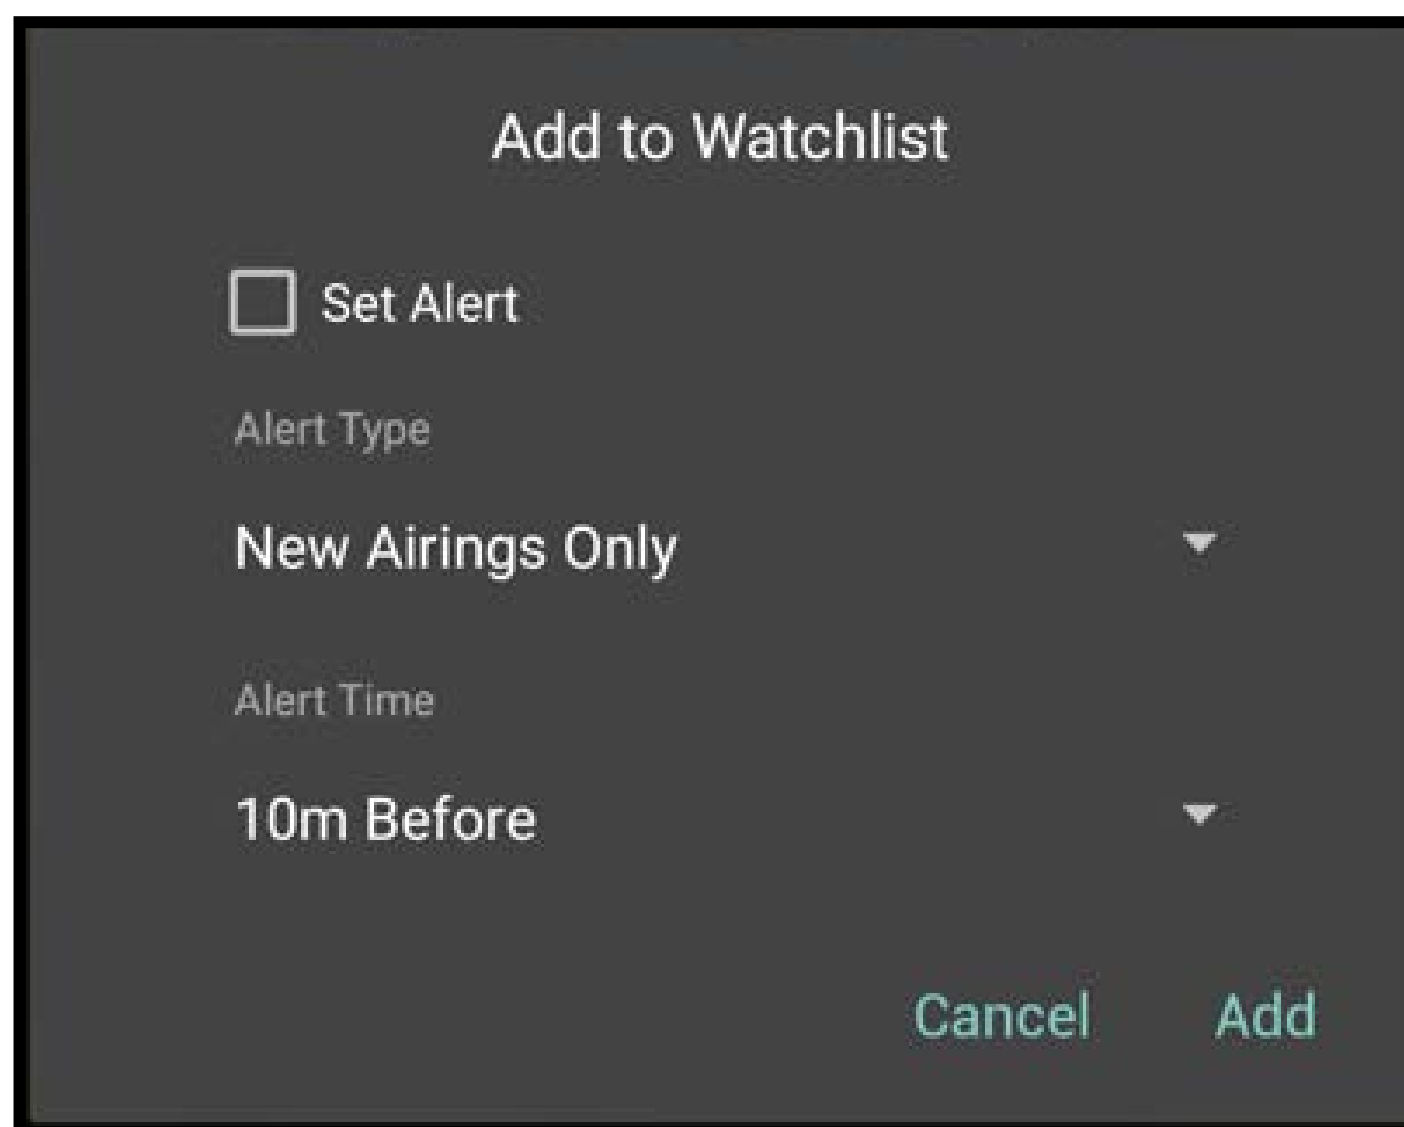 Add to Watchlist
Set Alert
Alert Type
New Airings Only
Alert Time
10m Before
Cancel Add